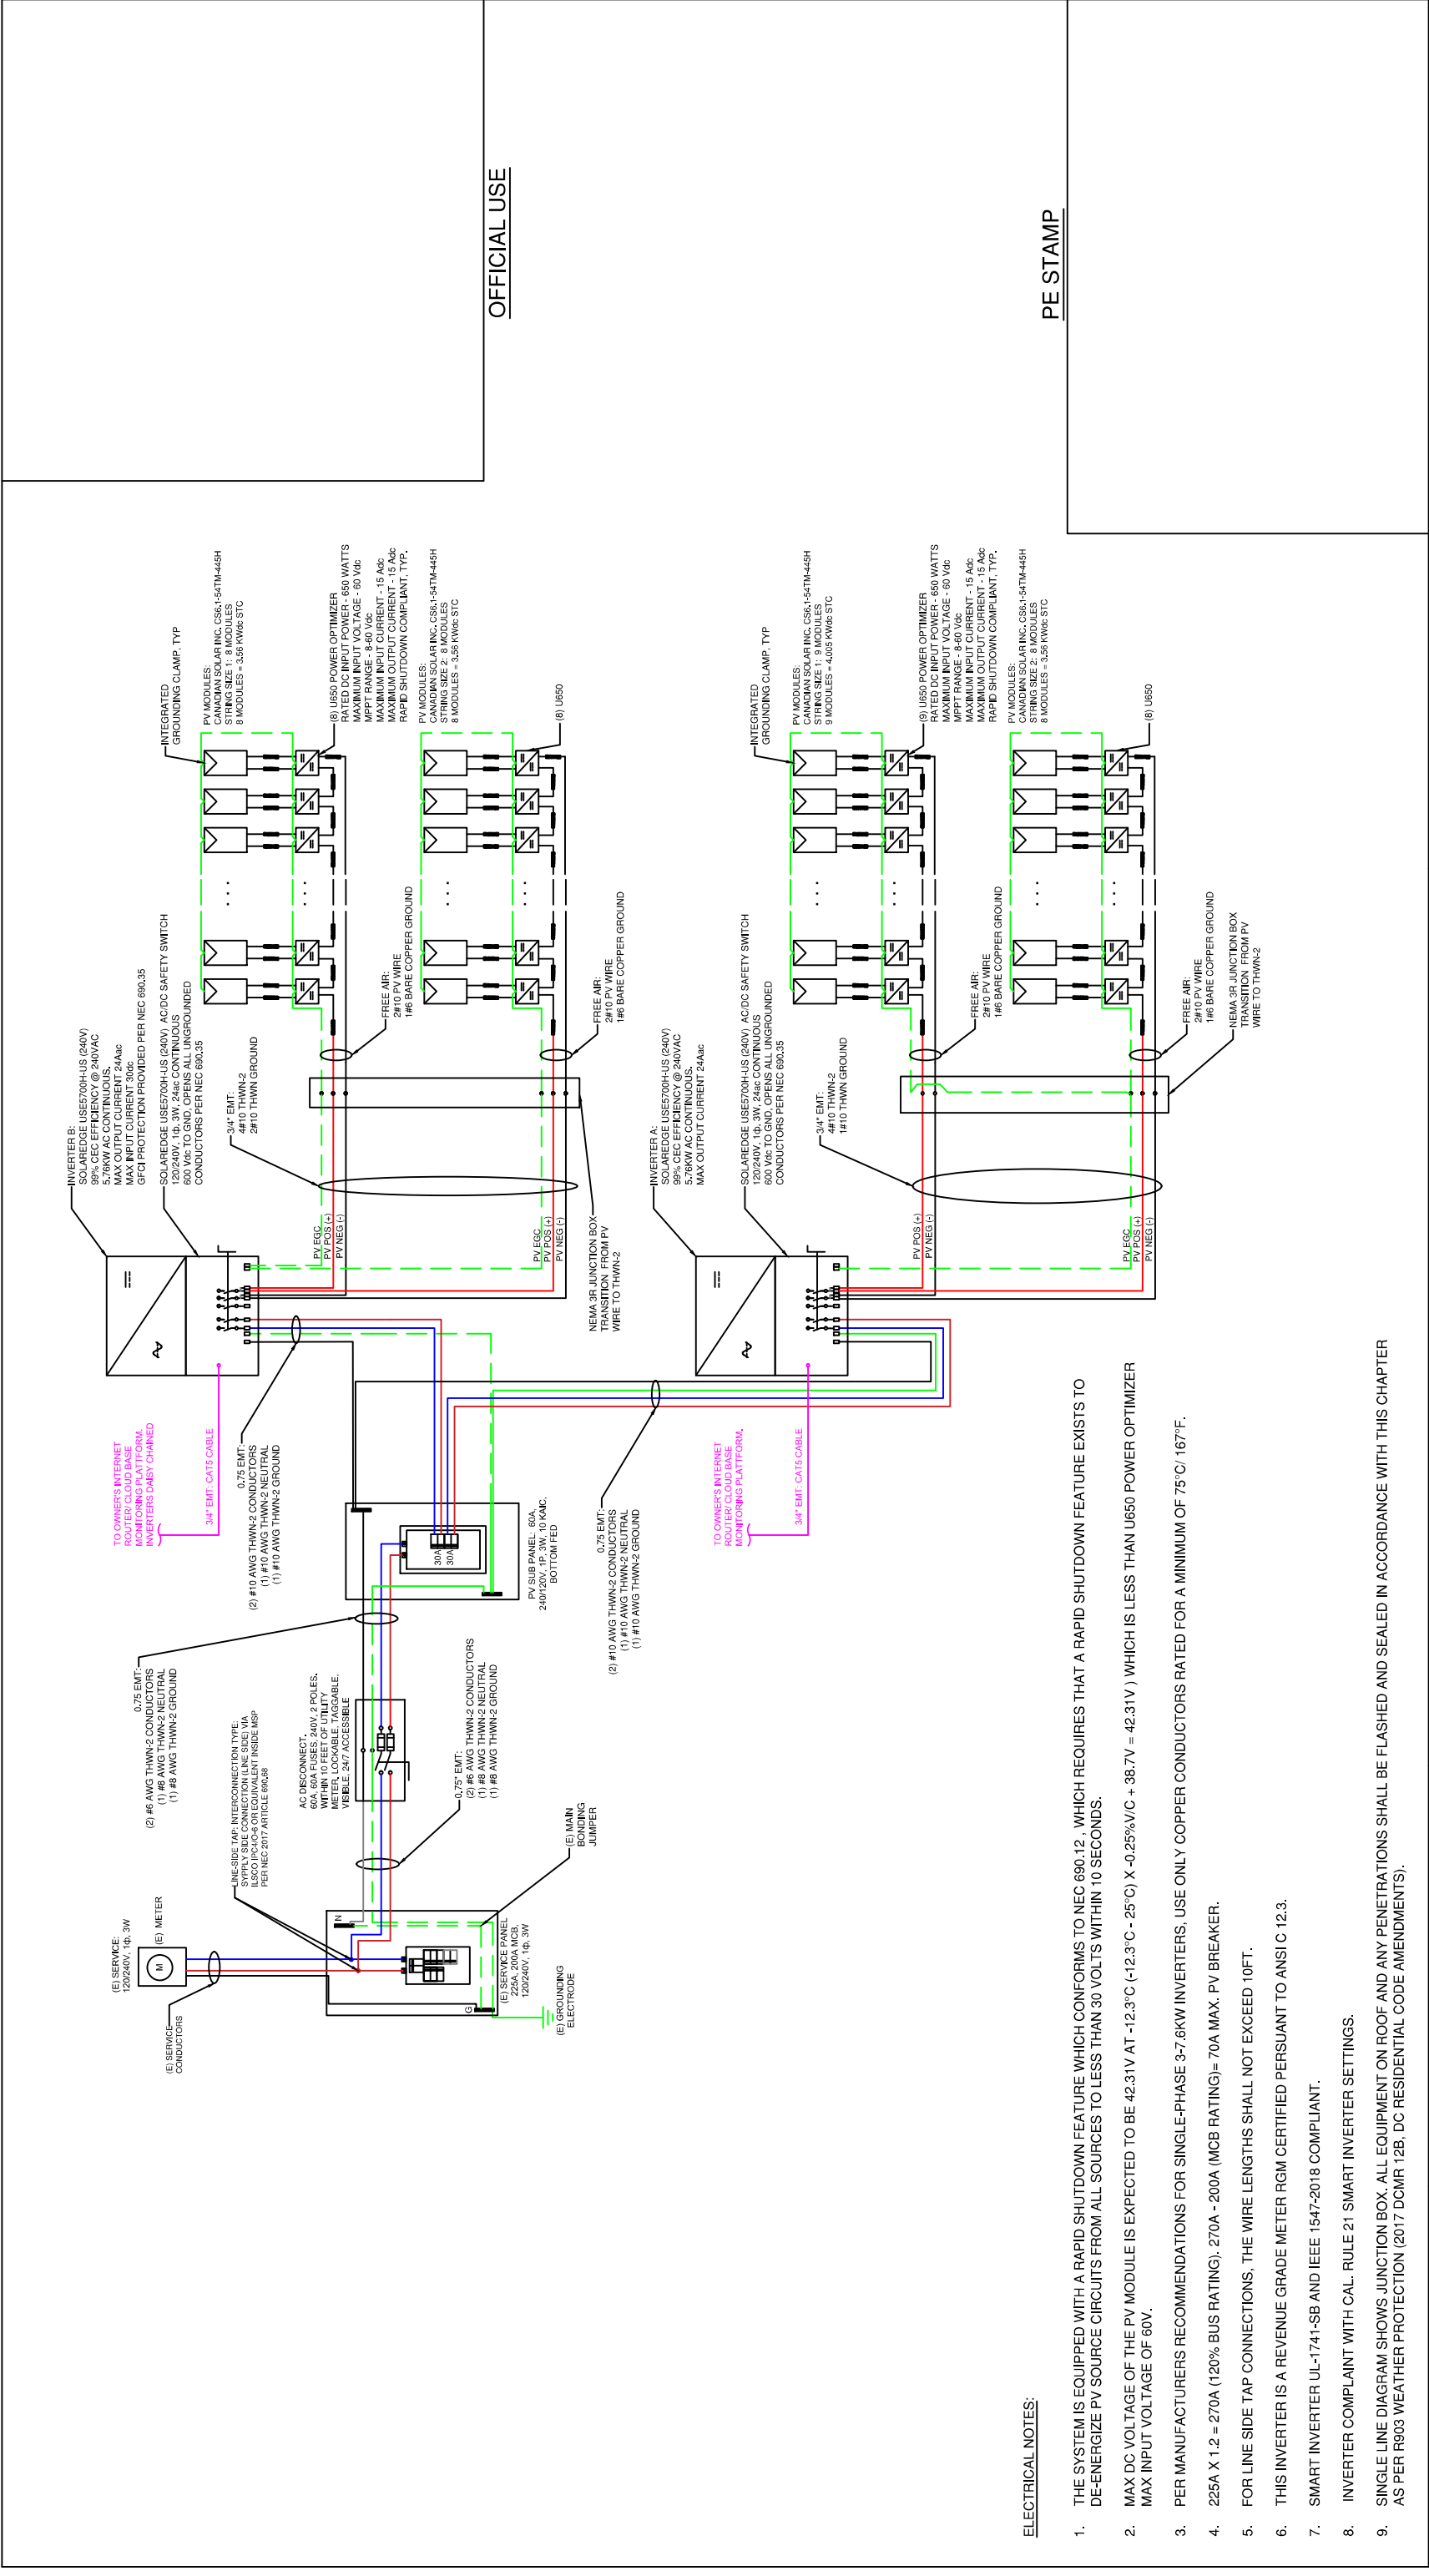 (E) SERVICE:
120/240V, 1Φ, 3W
(E) METER
M
(E) SERVICE
CONDUCTORS
LINE-SIDE TAP: INTERCONNECTION TYPE:
SYPPLY SIDE CONNECTION (LINE SIDE) VIA
ILSCO IPC4/O-6 OR EQUIVALENT INSIDE MSP
PER NEC 2017 ARTICLE 690.68
N
G
(E) SERVICE PANEL
225A, 200A MCB,
120/240V, 1Φ, 3W
(E) GROUNDING
ELECTRODE
(E) MAIN
BONDING
JUMPER
0.75" EMT:
(2) #6 AWG THWN-2 CONDUCTORS
(1) #8 AWG THWN-2 NEUTRAL
(1) #8 AWG THWN-2 GROUND
AC DISCONNECT.
60A, 60A FUSES, 240V, 2 POLES.
WITHIN 10 FEET OF UTILITY
METER, LOCKABLE, TAGGABLE.
VISIBLE, 24/7 ACCESSIBLE
0.75 EMT:
(2) #6 AWG THWN-2 CONDUCTORS
(1) #8 AWG THWN-2 NEUTRAL
(1) #8 AWG THWN-2 GROUND
30A
30A
PV SUB PANEL: 60A,
240/120V, 1P, 3W, 10 KAIC,
BOTTOM FED
0.75 EMT:
(2) #10 AWG THWN-2 CONDUCTORS
(1) #10 AWG THWN-2 NEUTRAL
(1) #10 AWG THWN-2 GROUND
0.75 EMT:
(2) #10 AWG THWN-2 CONDUCTORS
(1) #10 AWG THWN-2 NEUTRAL
(1) #10 AWG THWN-2 GROUND
TO OWNER'S INTERNET
ROUTER/ CLOUD BASE
MONITORING PLATTFORM.
INVERTERS DAISY CHAINED
3/4" EMT: CAT5 CABLE
INVERTER B:
SOLAREDGE USE5700H-US (240V)
99% CEC EFFICIENCY @ 240VAC
5.76KW AC CONTINUOUS.
MAX OUTPUT CURRENT 24Aac
MAX INPUT CURRENT 30dc
GFCI PROTECTION PROVIDED PER NEC 690.35
SOLAREDGE USE5700H-US (240V) AC/DC SAFETY SWITCH
120/240V, 1Φ, 3W, 24ac CONTINUOUS
600 Vdc TO GND, OPENS ALL UNGROUNDED
CONDUCTORS PER NEC 690.35
3/4" EMT:
4#10 THWN-2
2#10 THWN GROUND
PV EGC
PV POS (+)
PV NEG (-)
PV EGC
PV POS (+)
PV NEG (-)
NEMA 3R JUNCTION BOX
TRANSITION FROM PV
WIRE TO THWN-2
FREE AIR:
2#10 PV WIRE
1#6 BARE COPPER GROUND
FREE AIR:
2#10 PV WIRE
1#6 BARE COPPER GROUND
INTEGRATED
GROUNDING CLAMP, TYP
PV MODULES:
CANADIAN SOLAR INC. CS6.1-54TM-445H
STRING SIZE 1: 8 MODULES
8 MODULES = 3.56 KWdc STC
(8) U650 POWER OPTIMIZER
RATED DC INPUT POWER - 650 WATTS
MAXIMUM INPUT VOLTAGE - 60 Vdc
MPPT RANGE - 8-60 Vdc
MAXIMUM INPUT CURRENT - 15 Adc
MAXIMUM OUTPUT CURRENT - 15 Adc
RAPID SHUTDOWN COMPLIANT, TYP.
PV MODULES:
CANADIAN SOLAR INC. CS6.1-54TM-445H
STRING SIZE 2: 8 MODULES
8 MODULES = 3.56 KWdc STC
(8) U650
TO OWNER'S INTERNET
ROUTER/ CLOUD BASE
MONITORING PLATTFORM.
3/4" EMT: CAT5 CABLE
INVERTER A:
SOLAREDGE USE5700H-US (240V)
99% CEC EFFICIENCY @ 240VAC
5.76KW AC CONTINUOUS.
MAX OUTPUT CURRENT 24Aac
SOLAREDGE USE5700H-US (240V) AC/DC SAFETY SWITCH
120/240V, 1Φ, 3W, 24ac CONTINUOUS
600 Vdc TO GND, OPENS ALL UNGROUNDED
CONDUCTORS PER NEC 690.35
3/4" EMT:
4#10 THWN-2
1#10 THWN GROUND
PV POS (+)
PV NEG (-)
PV EGC
PV POS (+)
PV NEG (-)
FREE AIR:
2#10 PV WIRE
1#6 BARE COPPER GROUND
FREE AIR:
2#10 PV WIRE
1#6 BARE COPPER GROUND
NEMA 3R JUNCTION BOX
TRANSITION FROM PV
WIRE TO THWN-2
INTEGRATED
GROUNDING CLAMP, TYP
PV MODULES:
CANADIAN SOLAR INC. CS6.1-54TM-445H
STRING SIZE 1: 9 MODULES
9 MODULES = 4.005 KWdc STC
(9) U650 POWER OPTIMIZER
RATED DC INPUT POWER - 650 WATTS
MAXIMUM INPUT VOLTAGE - 60 Vdc
MPPT RANGE - 8-60 Vdc
MAXIMUM INPUT CURRENT - 15 Adc
MAXIMUM OUTPUT CURRENT - 15 Adc
RAPID SHUTDOWN COMPLIANT, TYP.
PV MODULES:
CANADIAN SOLAR INC. CS6.1-54TM-445H
STRING SIZE 2: 8 MODULES
8 MODULES = 3.56 KWdc STC
(8) U650
OFFICIAL USE
PE STAMP
ELECTRICAL NOTES:
1. THE SYSTEM IS EQUIPPED WITH A RAPID SHUTDOWN FEATURE WHICH CONFORMS TO NEC 690.12 , WHICH REQUIRES THAT A RAPID SHUTDOWN FEATURE EXISTS TO
DE-ENERGIZE PV SOURCE CIRCUITS FROM ALL SOURCES TO LESS THAN 30 VOLTS WITHIN 10 SECONDS.
2. MAX DC VOLTAGE OF THE PV MODULE IS EXPECTED TO BE 42.31V AT -12.3°C (-12.3°C - 25°C) X -0.25%V/C + 38.7V = 42.31V ) WHICH IS LESS THAN U650 POWER OPTIMIZER
MAX INPUT VOLTAGE OF 60V.
3. PER MANUFACTURERS RECOMMENDATIONS FOR SINGLE-PHASE 3-7.6KW INVERTERS, USE ONLY COPPER CONDUCTORS RATED FOR A MINIMUM OF 75°C/ 167°F.
4. 225A X 1.2 = 270A (120% BUS RATING). 270A - 200A (MCB RATING)= 70A MAX. PV BREAKER.
5. FOR LINE SIDE TAP CONNECTIONS, THE WIRE LENGTHS SHALL NOT EXCEED 10FT.
6. THIS INVERTER IS A REVENUE GRADE METER RGM CERTIFIED PERSUANT TO ANSI C 12.3.
7. SMART INVERTER UL-1741-SB AND IEEE 1547-2018 COMPLIANT.
8. INVERTER COMPLAINT WITH CAL. RULE 21 SMART INVERTER SETTINGS.
9. SINGLE LINE DIAGRAM SHOWS JUNCTION BOX. ALL EQUIPMENT ON ROOF AND ANY PENETRATIONS SHALL BE FLASHED AND SEALED IN ACCORDANCE WITH THIS CHAPTER
AS PER R903 WEATHER PROTECTION (2017 DCMR 12B, DC RESIDENTIAL CODE AMENDMENTS).